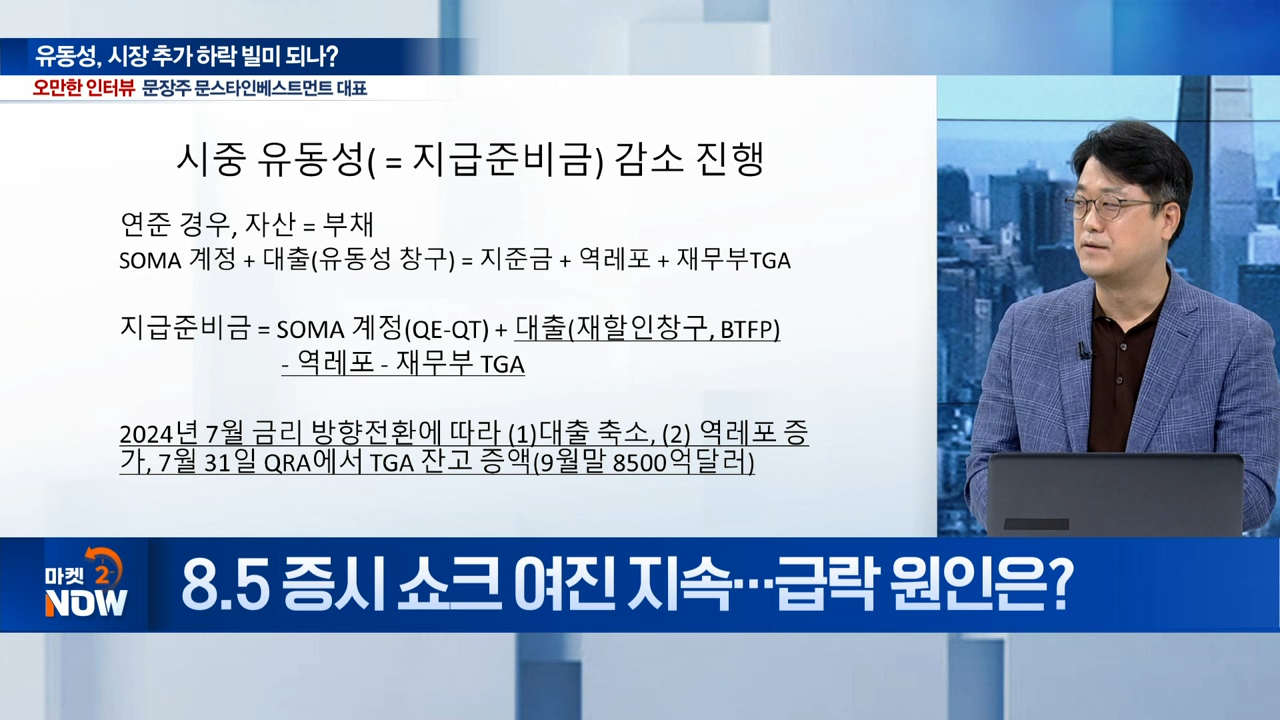 유동성, 시장 추가 하락 빌미 되나?
오만한 인터뷰 문장주 문스타인베스트먼트 대표
시중 유동성( = 지급준비금) 감소 진행
연준 경우, 자산 = 부채
SOMA 계정 + 대출(유동성 창구) = 지준금 + 역레포 + 재무부TGA
지급준비금 = SOMA 계정(QE-QT) + 대출(재할인창구, BTFP)
- 역레포 - 재무부 TGA
2024년 7월 금리 방향전환에 따라 (1)대출 축소, (2) 역레포 증
가, 7월 31일 QRA에서 TGA 잔고 증액(9월말 8500억달러)
마켓 2
NOW
8.5 증시 쇼크 여진 지속…급락 원인은?